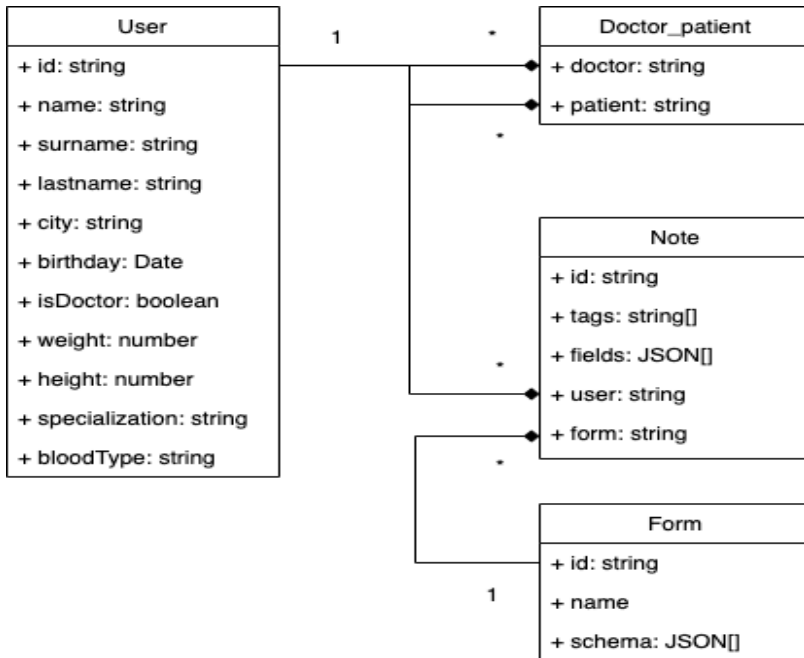 User
+ id: string
+ name: string
+ surname: string
+ lastname: string
+ city: string
+ birthday: Date
+ isDoctor: boolean
+ weight: number
+ height: number
+ specialization: string
+ bloodType: string
1
*
Doctor_patient
+ doctor: string
+ patient: string
*
Note
+ id: string
+ tags: string[]
+ fields: JSON[]
+ user: string
+ form: string
*
*
Form
+ id: string
+ name
+ schema: JSON[]
1